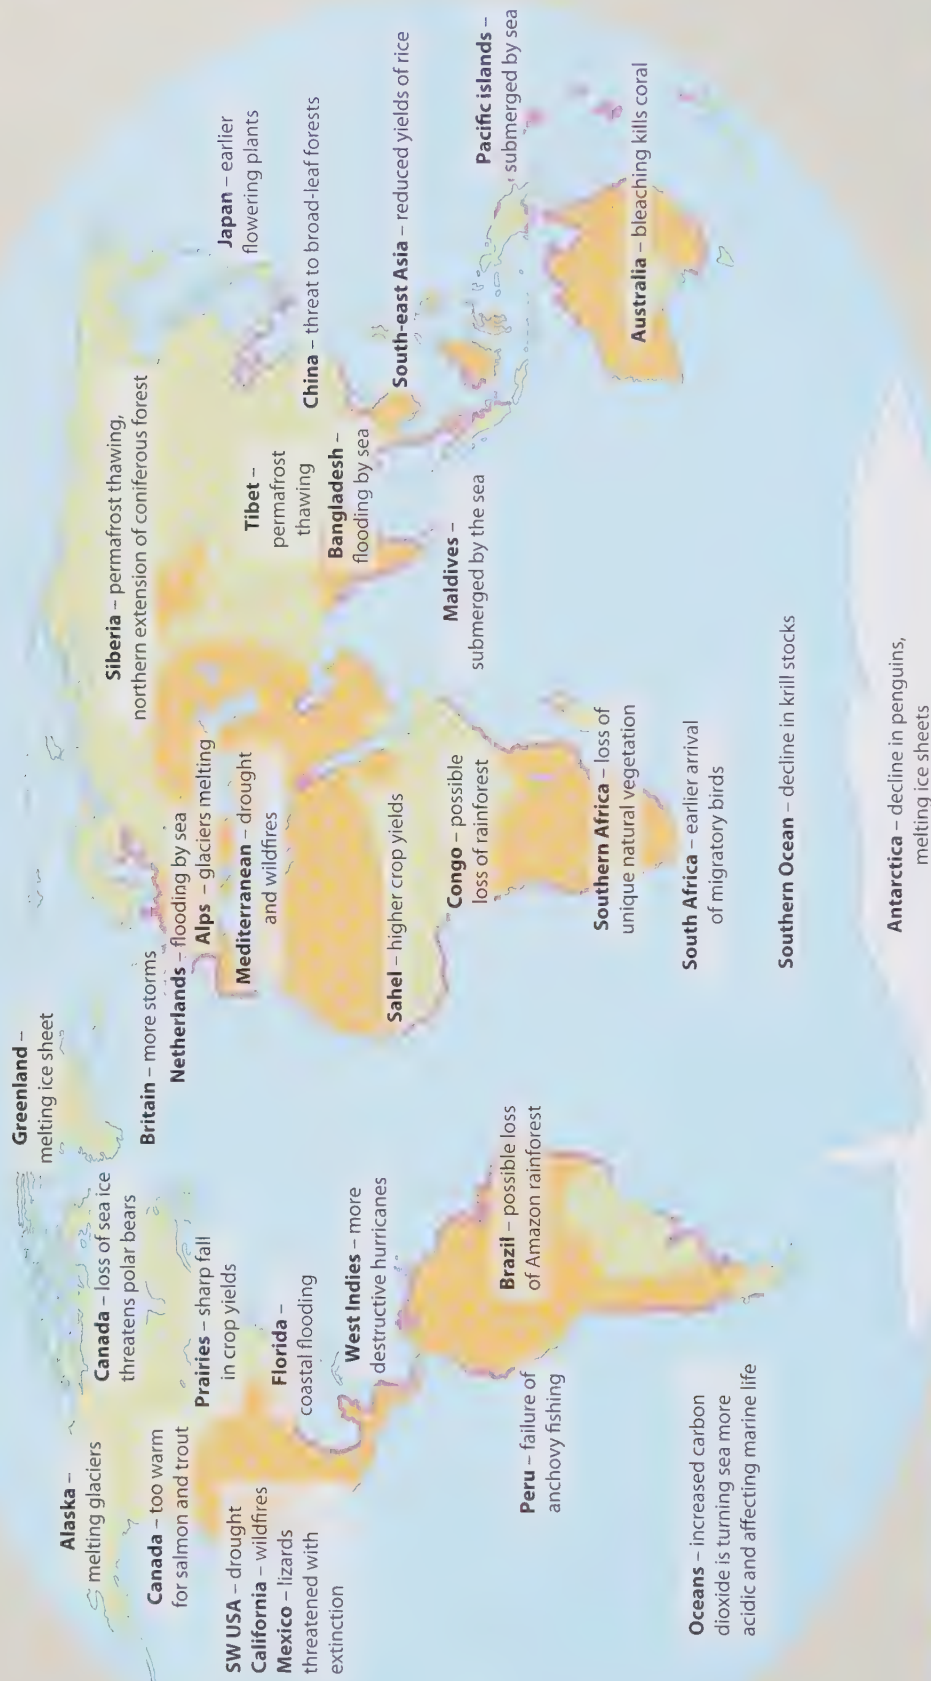 Greenland –
melting ice sheet
Alaska –
melting glaciers
Canada – loss of sea ice
threatens polar bears
Canada – too warm
for salmon and trout
Prairies – sharp fall
in crop yields
SW USA – drought
California – wildfires
Mexico – lizards
threatened with
extinction
Florida –
coastal flooding
West Indies – more
destructive hurricanes
Peru – failure of
anchovy fishing
Brazil – possible loss
of Amazon rainforest
Oceans – increased carbon
dioxide is turning sea more
acidic and affecting marine life
Britain – more storms
Netherlands – flooding by sea
Alps – glaciers melting
Mediterranean – drought
and wildfires
Sahel – higher crop yields
Congo – possible
loss of rainforest
Southern Africa – loss of
unique natural vegetation
South Africa – earlier arrival
of migratory birds
Southern Ocean – decline in krill stocks
Antarctica – decline in penguins,
melting ice sheets
Siberia – permafrost thawing,
northern extension of coniferous forest
Tibet –
permafrost
thawing
Bangladesh –
flooding by sea
Maldives –
submerged by the sea
Japan – earlier
flowering plants
China – threat to broad-leaf forests
South-east Asia – reduced yields of rice
Pacific islands –
submerged by sea
Australia – bleaching kills coral